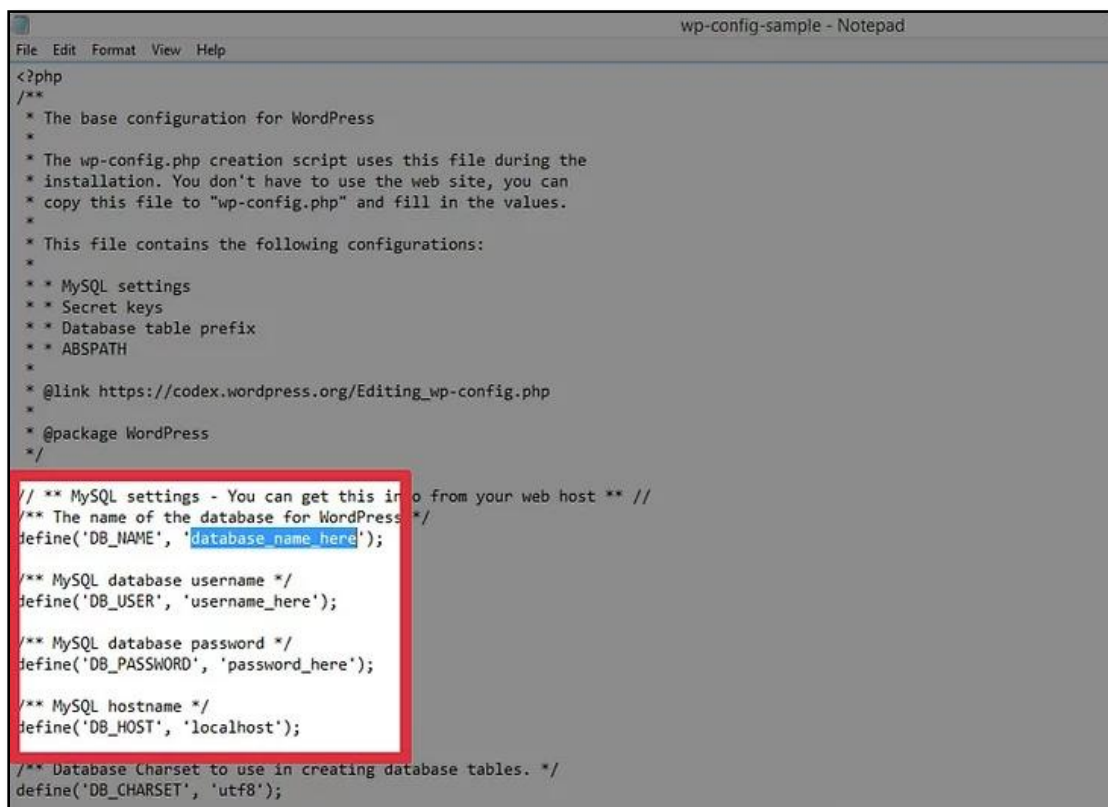 wp-config-sample - Notepad
File Edit Format View Help
<?php
/**
 * The base configuration for WordPress
 *
 * The wp-config.php creation script uses this file during the
 * installation. You don't have to use the web site, you can
 * copy this file to "wp-config.php" and fill in the values.
 *
 * This file contains the following configurations:
 *
 * * MySQL settings
 * * Secret keys
 * * Database table prefix
 * * ABSPATH
 *
 * @link https://codex.wordpress.org/Editing_wp-config.php
 *
 * @package WordPress
 */
// ** MySQL settings - You can get this info from your web host ** //
/** The name of the database for WordPress */
define('DB_NAME', 'database_name_here');
/** MySQL database username */
define('DB_USER', 'username_here');
/** MySQL database password */
define('DB_PASSWORD', 'password_here');
/** MySQL hostname */
define('DB_HOST', 'localhost');
/** Database Charset to use in creating database tables. */
define('DB_CHARSET', 'utf8');